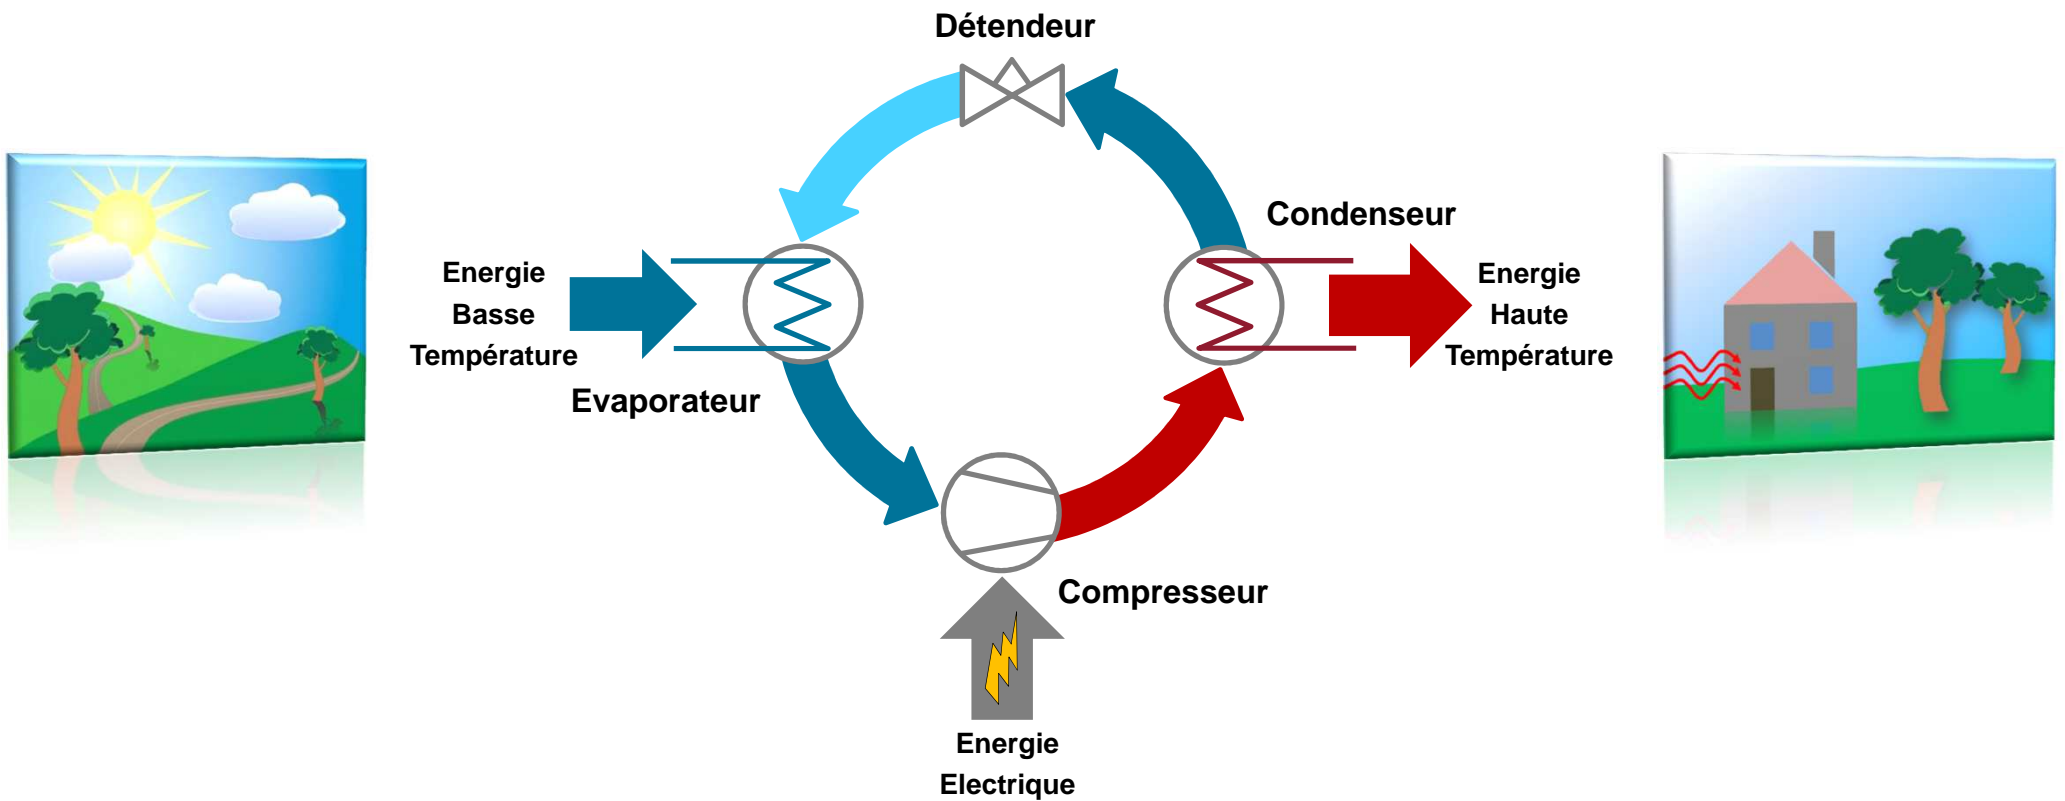 Détendeur
Condenseur
Energie
Basse
Température
Energie
Haute
Température
Evaporateur
Compresseur
Energie
Electrique